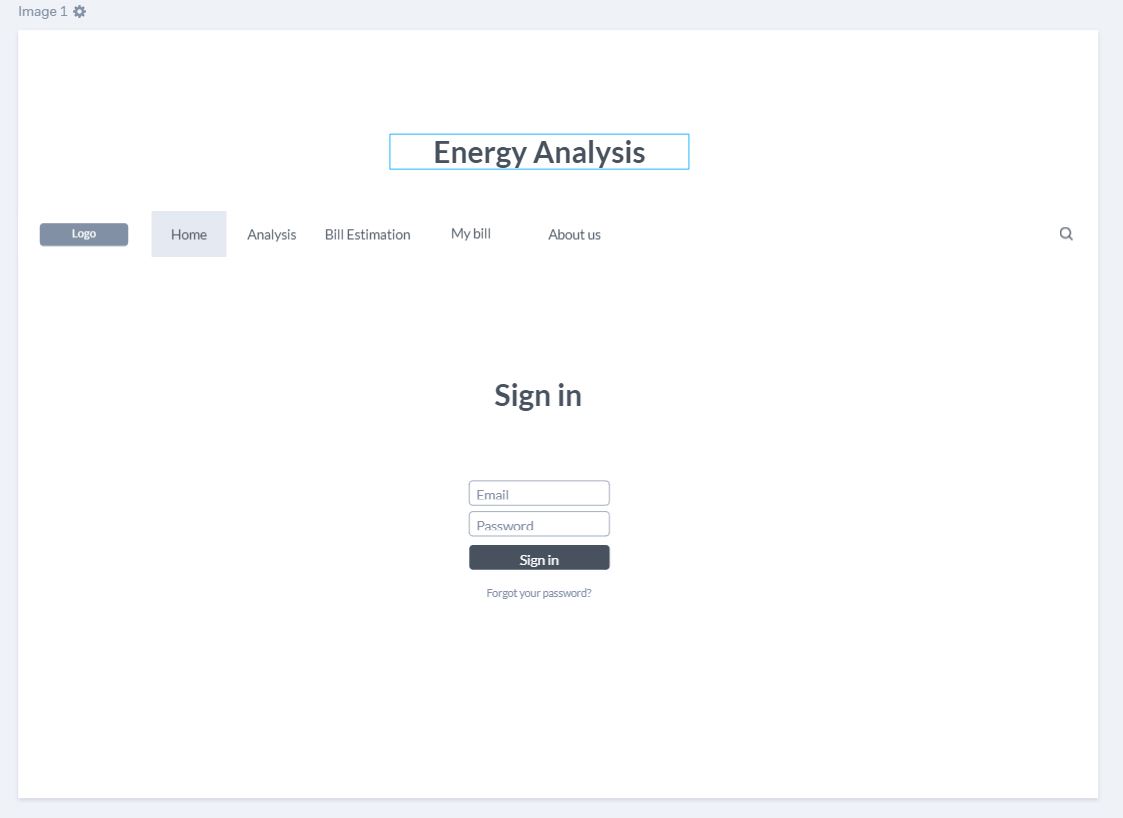 Image 1
Energy Analysis
Logo Home Analysis Bill Estimation My bill About us
Sign in
Email
Password
Sign in
Forgot your password?